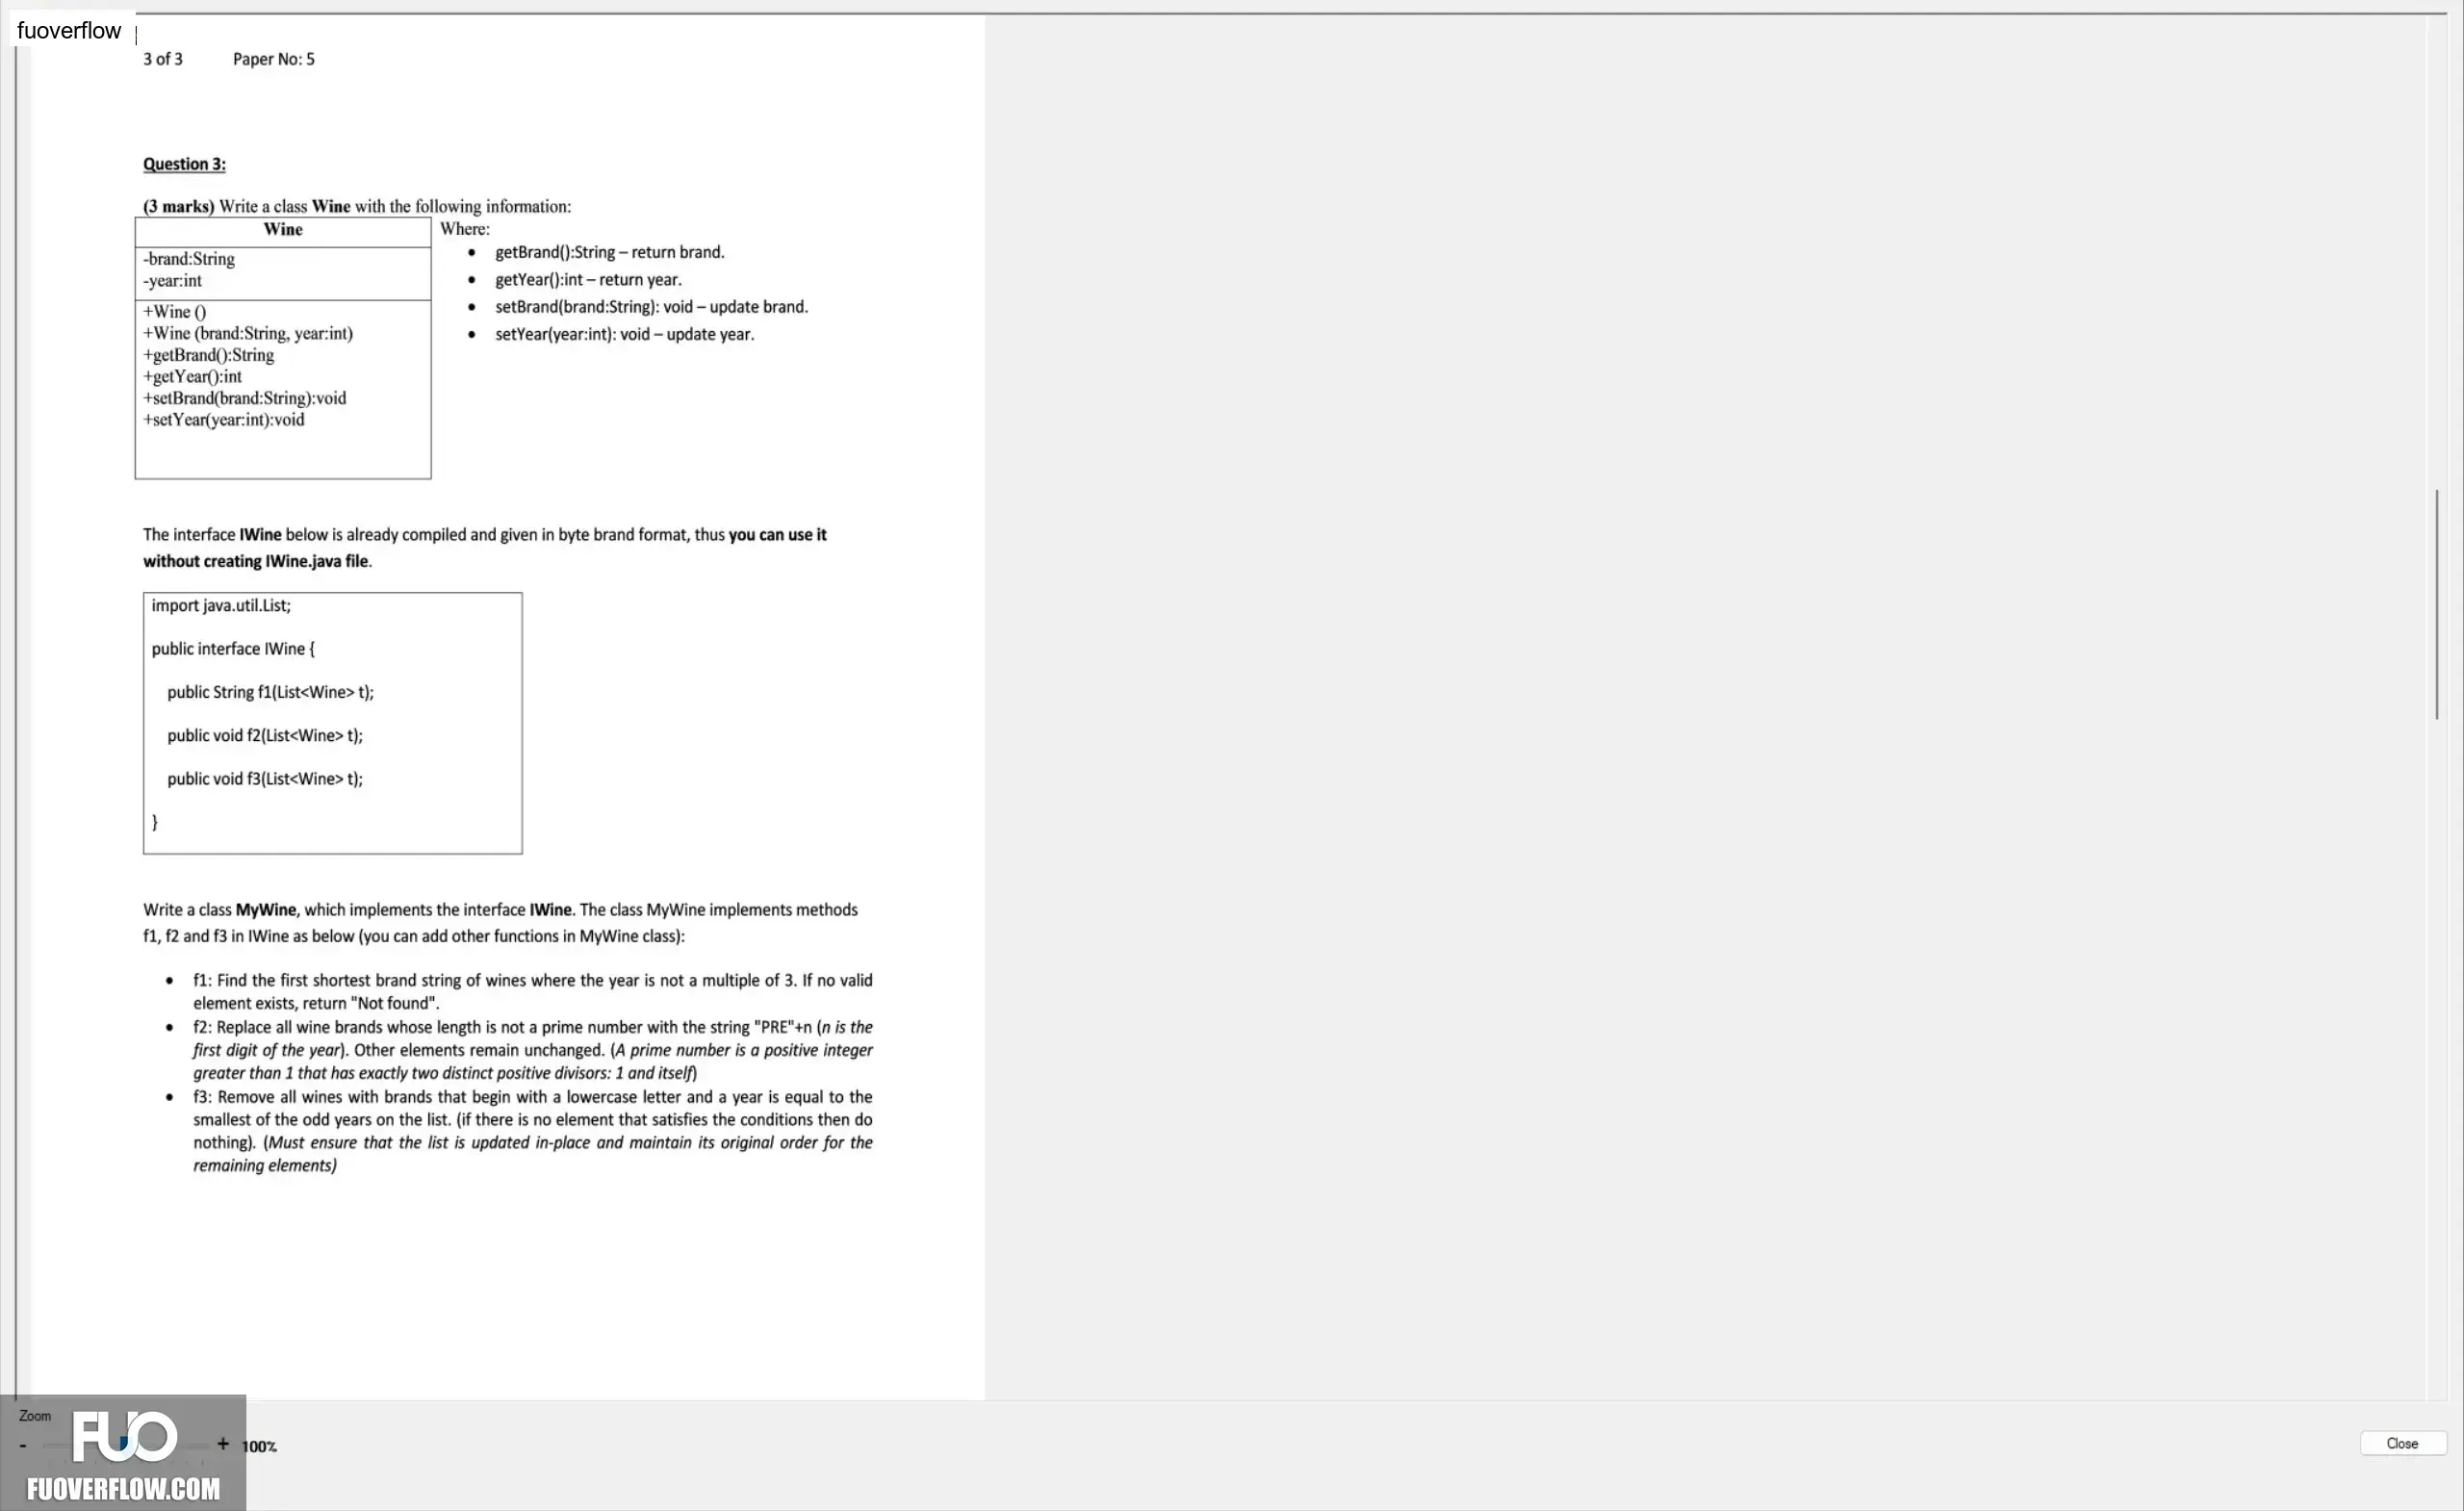 fuoverflow
3 of 3 Paper No: 5
Question 3:
(3 marks) Write a class Wine with the following information:
Wine
-brand:String
-year:int
+Wine ()
+Wine (brand:String, year:int)
+getBrand():String
+getYear():int
+setBrand(brand:String):void
+setYear(year:int):void
Where:
• getBrand():String – return brand.
• getYear():int – return year.
• setBrand(brand:String): void – update brand.
• setYear(year:int): void – update year.
The interface IWine below is already compiled and given in byte brand format, thus you can use it
without creating IWine.java file.
import java.util.List;
public interface IWine {
public String f1(List<Wine> t);
public void f2(List<Wine> t);
public void f3(List<Wine> t);
}
Write a class MyWine, which implements the interface IWine. The class MyWine implements methods
f1, f2 and f3 in IWine as below (you can add other functions in MyWine class):
• f1: Find the first shortest brand string of wines where the year is not a multiple of 3. If no valid
element exists, return "Not found".
• f2: Replace all wine brands whose length is not a prime number with the string "PRE"+n (n is the
first digit of the year). Other elements remain unchanged. (A prime number is a positive integer
greater than 1 that has exactly two distinct positive divisors: 1 and itself)
• f3: Remove all wines with brands that begin with a lowercase letter and a year is equal to the
smallest of the odd years on the list. (if there is no element that satisfies the conditions then do
nothing). (Must ensure that the list is updated in-place and maintain its original order for the
remaining elements)
Zoom
- + 100%
FUO
FUOVERFLOW.COM
Close